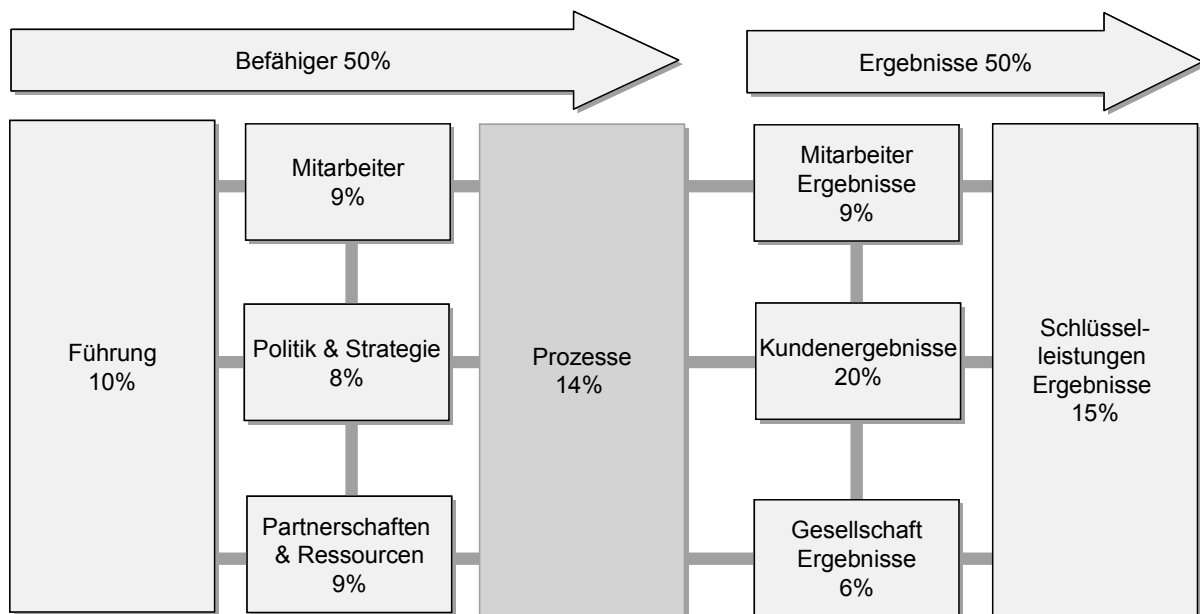 Befähiger 50%
Ergebnisse 50%
Führung
10%
Mitarbeiter
9%
Politik & Strategie
8%
Partnerschaften
& Ressourcen
9%
Prozesse
14%
Mitarbeiter
Ergebnisse
9%
Kundenergebnisse
20%
Gesellschaft
Ergebnisse
6%
Schlüssel-
leistungen
Ergebnisse
15%